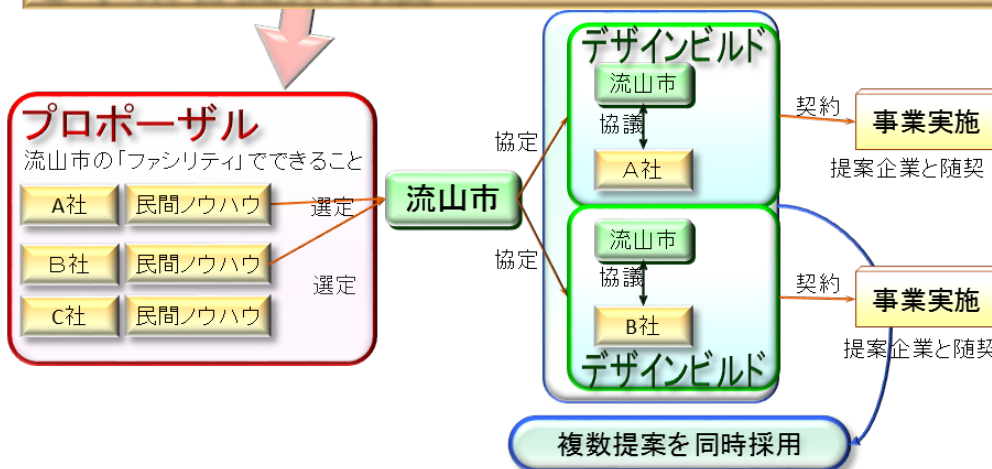 プロポーザル
流山市の「ファシリティ」でできること
A社
民間ノウハウ
選定
B社
民間ノウハウ
選定
C社
民間ノウハウ
流山市
協定
協定
デザインビルド
流山市
協議
A社
契約
事業実施
提案企業と随契
流山市
協議
B社
デザインビルド
契約
事業実施
提案企業と随契
複数提案を同時採用